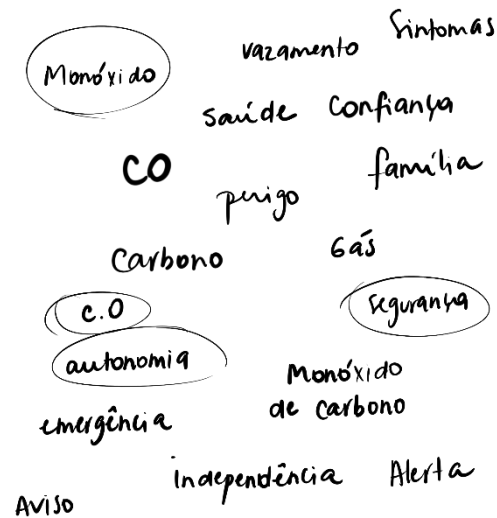 Sintomas
vazamento
Monóxido
saúde confiança
CO
família
perigo
Carbono
Gás
C.O
segurança
autonomia
Monóxido
de carbono
emergência
independência Alerta
AVISO